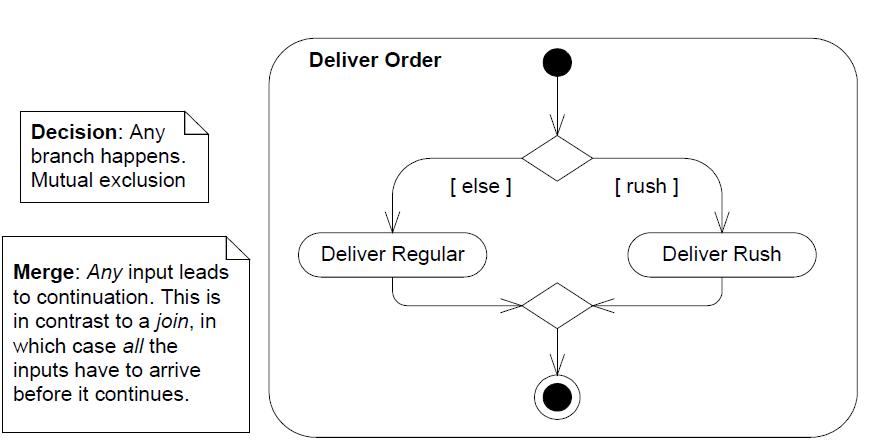 Deliver Order
Decision: Any
branch happens.
Mutual exclusion
[ else ]
[ rush ]
Deliver Regular
Deliver Rush
Merge: Any input leads
to continuation. This is
in contrast to a join, in
which case all the
inputs have to arrive
before it continues.